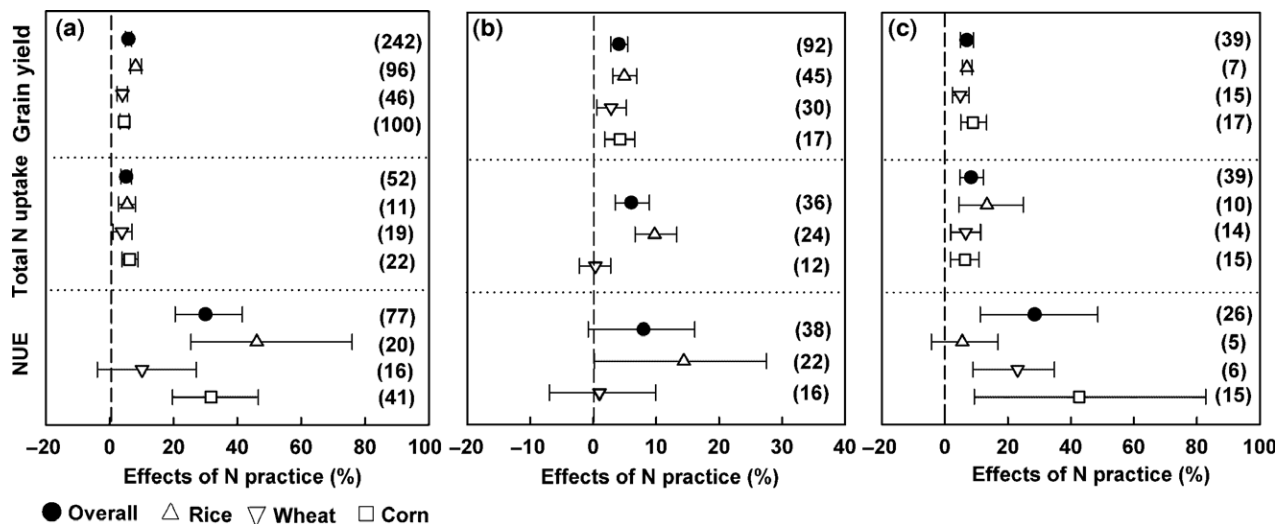 (a)
(b)
(c)
Grain yield
Total N uptake
NUE
(242)
(96)
(46)
(100)
(52)
(11)
(19)
(22)
(77)
(20)
(16)
(41)
(92)
(45)
(30)
(17)
(36)
(24)
(12)
(38)
(22)
(16)
(39)
(7)
(15)
(17)
(39)
(10)
(14)
(15)
(26)
(5)
(6)
(15)
–20 0 20 40 60 80 100
–20 –10 0 10 20 30 40
–20 0 20 40 60 80 100
Effects of N practice (%)
Effects of N practice (%)
Effects of N practice (%)
Overall Rice Wheat Corn